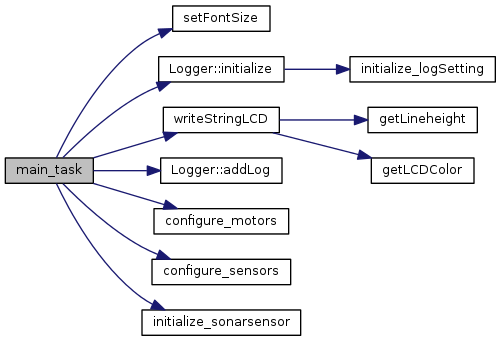 setFontSize
Logger::initialize
initialize_logSetting
writeStringLCD
getLineheight
main_task
Logger::addLog
getLCDColor
configure_motors
configure_sensors
initialize_sonarsensor